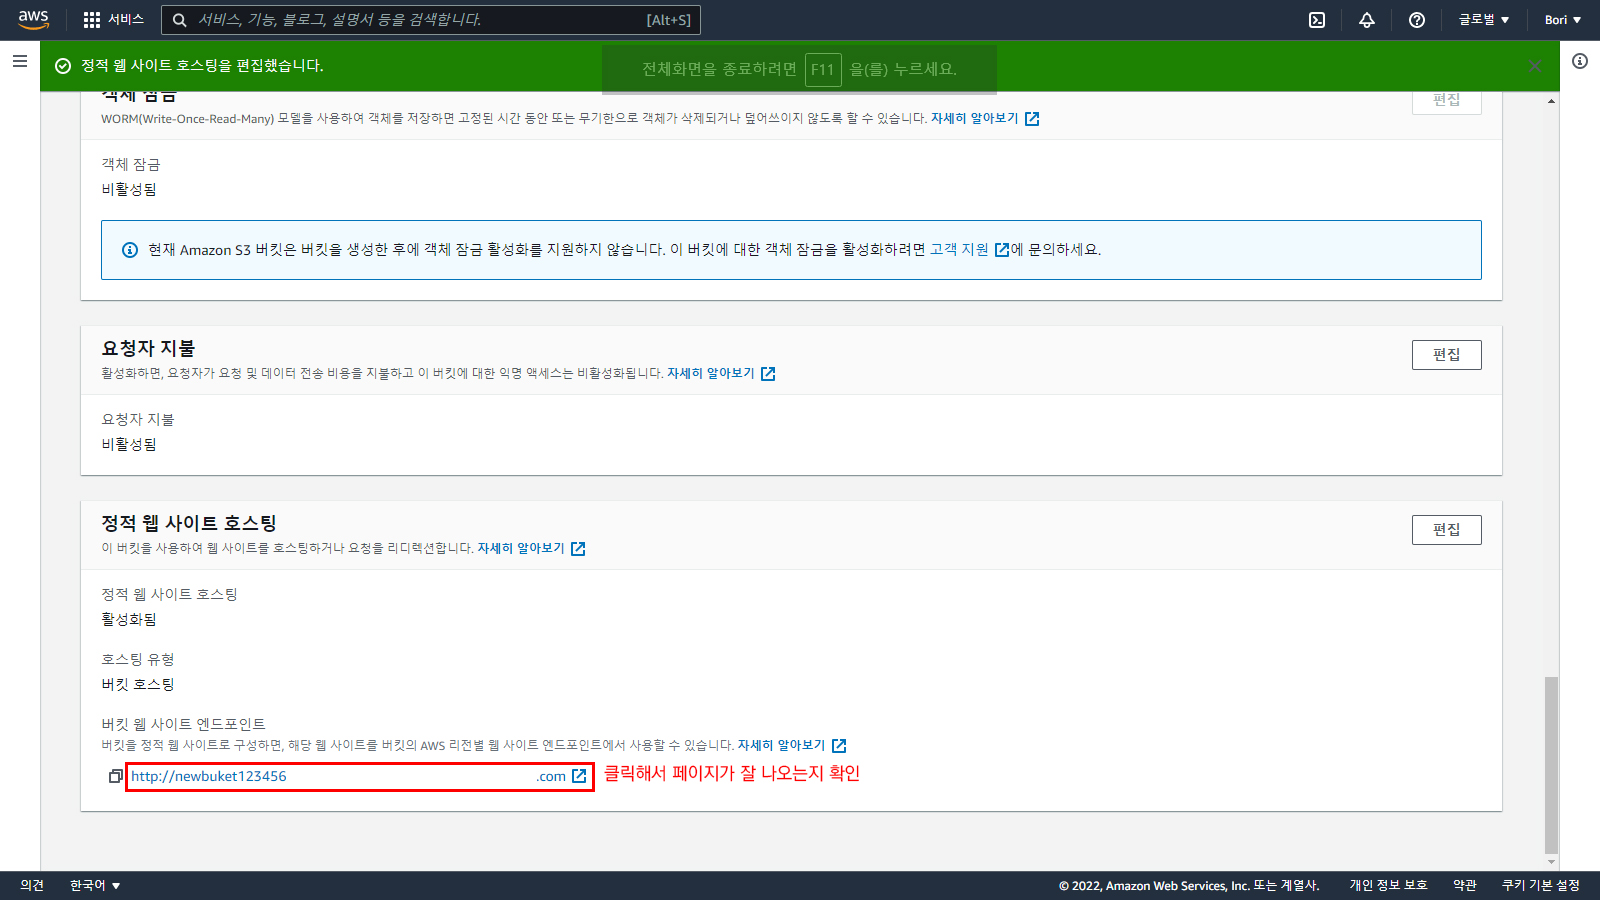 aws
서비스
서비스, 기능, 블로그, 설명서 등을 검색합니다.
[Alt+S]
글로벌 ▼
Bori ▼
정적 웹 사이트 호스팅을 편집했습니다.
전체화면을 종료하려면 F11 을(를) 누르세요.
객체 잠금
편집
WORM(Write-Once-Read-Many) 모델을 사용하여 객체를 저장하면 고정된 시간 동안 또는 무기한으로 객체가 삭제되거나 덮어쓰이지 않도록 할 수 있습니다. 자세히 알아보기
객체 잠금
비활성됨
현재 Amazon S3 버킷은 버킷을 생성한 후에 객체 잠금 활성화를 지원하지 않습니다. 이 버킷에 대한 객체 잠금을 활성화하려면 고객 지원에 문의하세요.
요청자 지불
편집
활성화하면, 요청자가 요청 및 데이터 전송 비용을 지불하고 이 버킷에 대한 익명 액세스는 비활성화됩니다. 자세히 알아보기
요청자 지불
비활성됨
정적 웹 사이트 호스팅
편집
이 버킷을 사용하여 웹 사이트를 호스팅하거나 요청을 리디렉션합니다. 자세히 알아보기
정적 웹 사이트 호스팅
활성화됨
호스팅 유형
버킷 호스팅
버킷 웹 사이트 엔드포인트
버킷을 정적 웹 사이트로 구성하면, 해당 웹 사이트를 버킷의 AWS 리전별 웹 사이트 엔드포인트에서 사용할 수 있습니다. 자세히 알아보기
http://newbuket123456 .com 클릭해서 페이지가 잘 나오는지 확인
의견
한국어 ▼
© 2022, Amazon Web Services, Inc. 또는 계열사.
개인 정보 보호
약관
쿠키 기본 설정